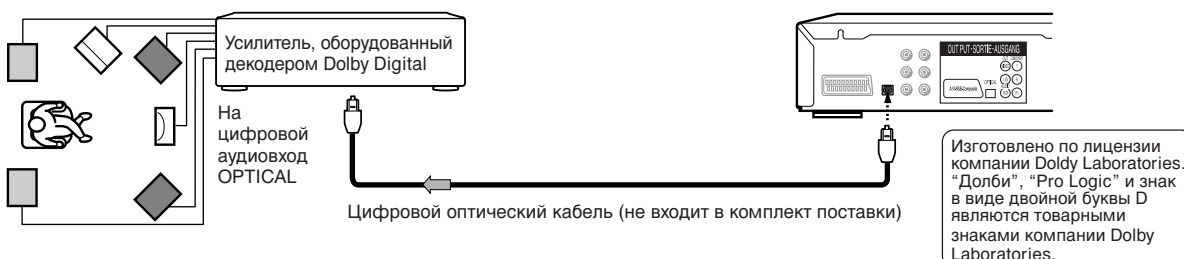 Усилитель, оборудованный
декодером Dolby Digital
На
цифровой
аудиовход
OPTICAL
Цифровой оптический кабель (не входит в комплект поставки)
OUT PUT·SORTIE·AUSGANG
OPTICAL
Изготовлено по лицензии
компании Doldy Laboratories.
“Долби”, “Pro Logic” и знак
в виде двойной буквы D
являются товарными
знаками компании Dolby
Laboratories.